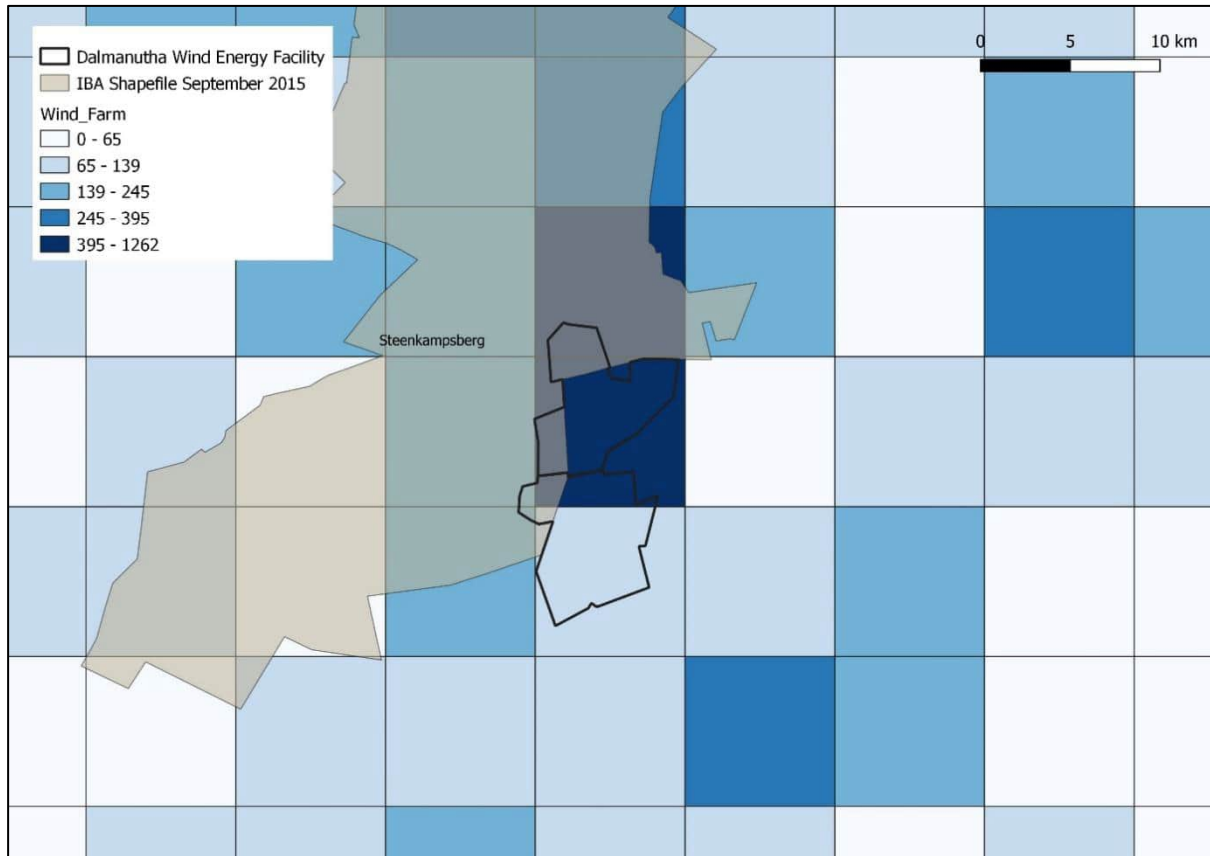 Dalmanutha Wind Energy Facility
IBA Shapefile September 2015
Wind_Farm
0 - 65
65 - 139
139 - 245
245 - 395
395 - 1262
0 5 10 km
Steenkampsberg